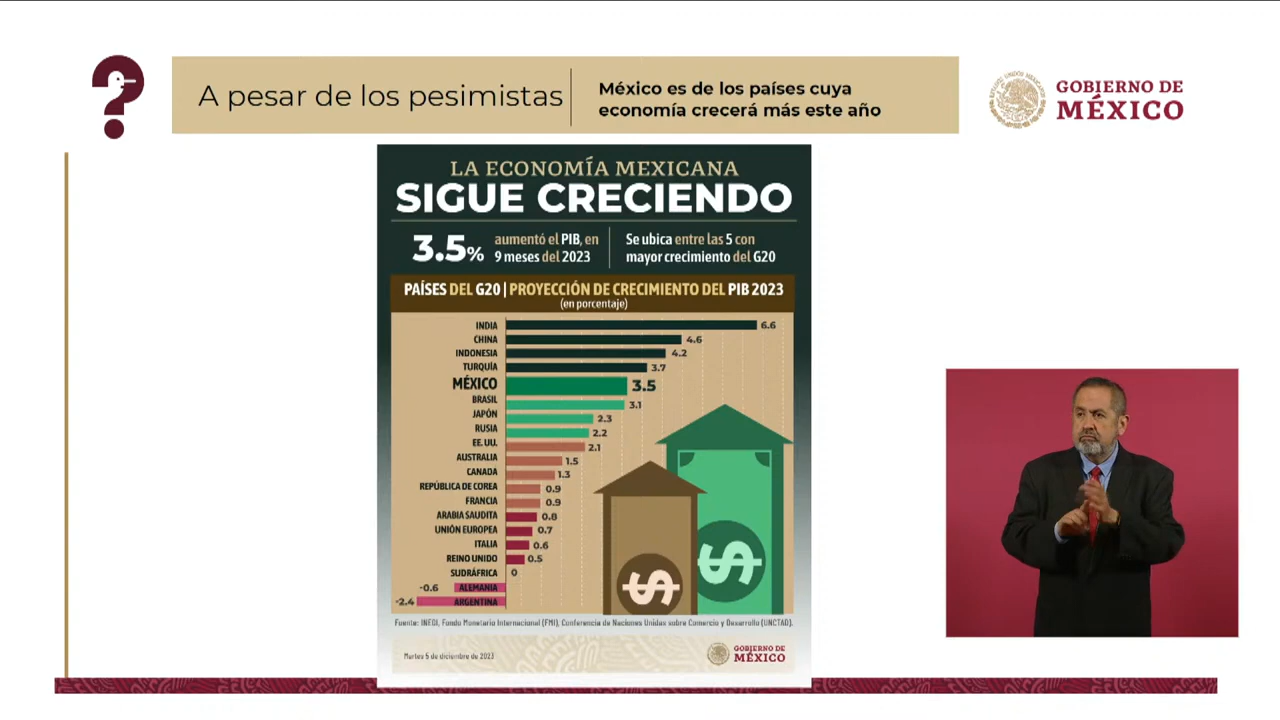 A pesar de los pesimistas
México es de los países cuya
economía crecerá más este año
GOBIERNO DE
MÉXICO
LA ECONOMÍA MEXICANA
SIGUE CRECIENDO
3.5%
aumentó el PIB, en
9 meses del 2023
Se ubica entre las 5 con
mayor crecimiento del G20
PAÍSES DEL G20 | PROYECCIÓN DE CRECIMIENTO DEL PIB 2023
(en porcentaje)
INDIA 6.6
CHINA 4.6
INDONESIA 4.2
TURQUÍA 3.7
MÉXICO 3.5
BRASIL 3.1
JAPÓN 2.3
RUSIA 2.2
EE. UU. 2.1
AUSTRALIA 1.5
CANADA 1.3
REPÚBLICA DE COREA 0.9
FRANCIA 0.9
ARABIA SAUDITA 0.8
UNIÓN EUROPEA 0.7
ITALIA 0.6
REINO UNIDO 0.5
SUDRÁFRICA 0
-0.6 ALEMANIA
-2.4 ARGENTINA
$ $
Fuente: INEGI, Fondo Monetario Internacional (FMI), Conferencia de Naciones Unidas sobre Comercio y Desarrollo (UNCTAD).
Martes 5 de diciembre de 2023
GOBIERNO DE
MÉXICO